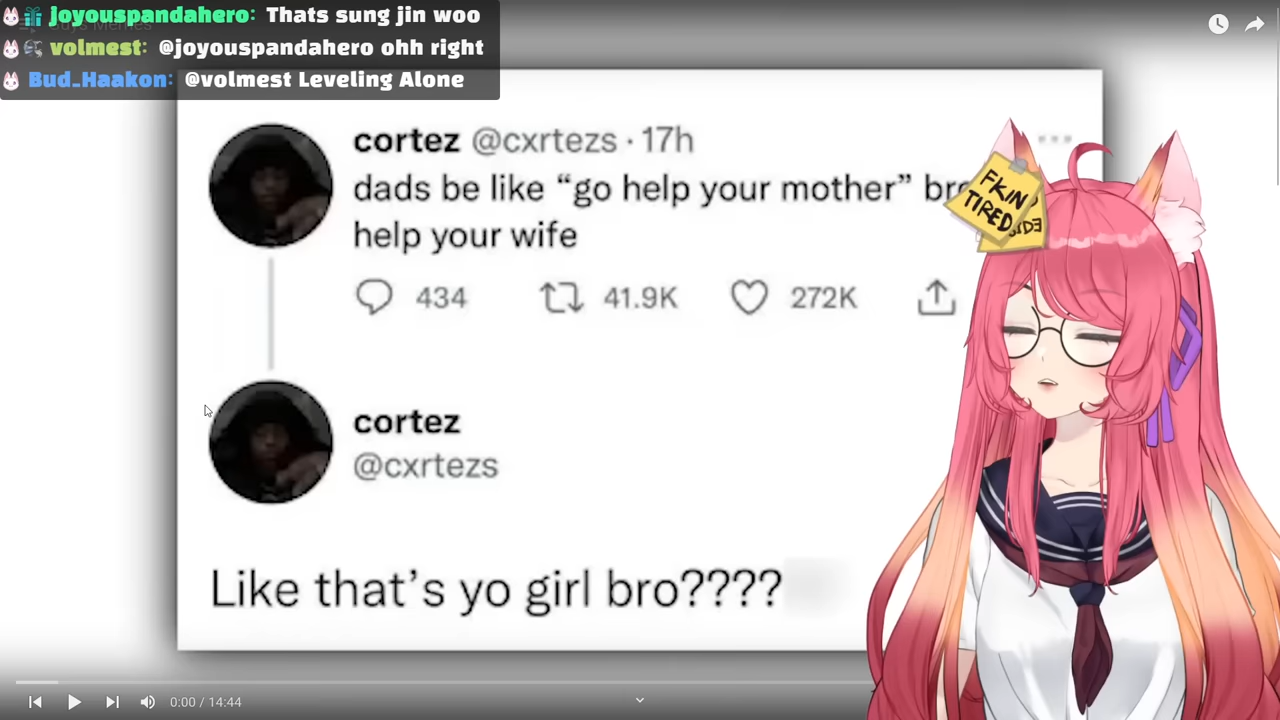 joyouspandahero: Thats sung jin woo
volmest: @joyouspandahero ohh right
Bud_Haakon: @volmest Leveling Alone
cortez @cxrtezs · 17h
dads be like “go help your mother”
help your wife
434 41.9K 272K
cortez
@cxrtezs
Like that’s yo girl bro????
FKIN
TIRED
0:00 / 14:44